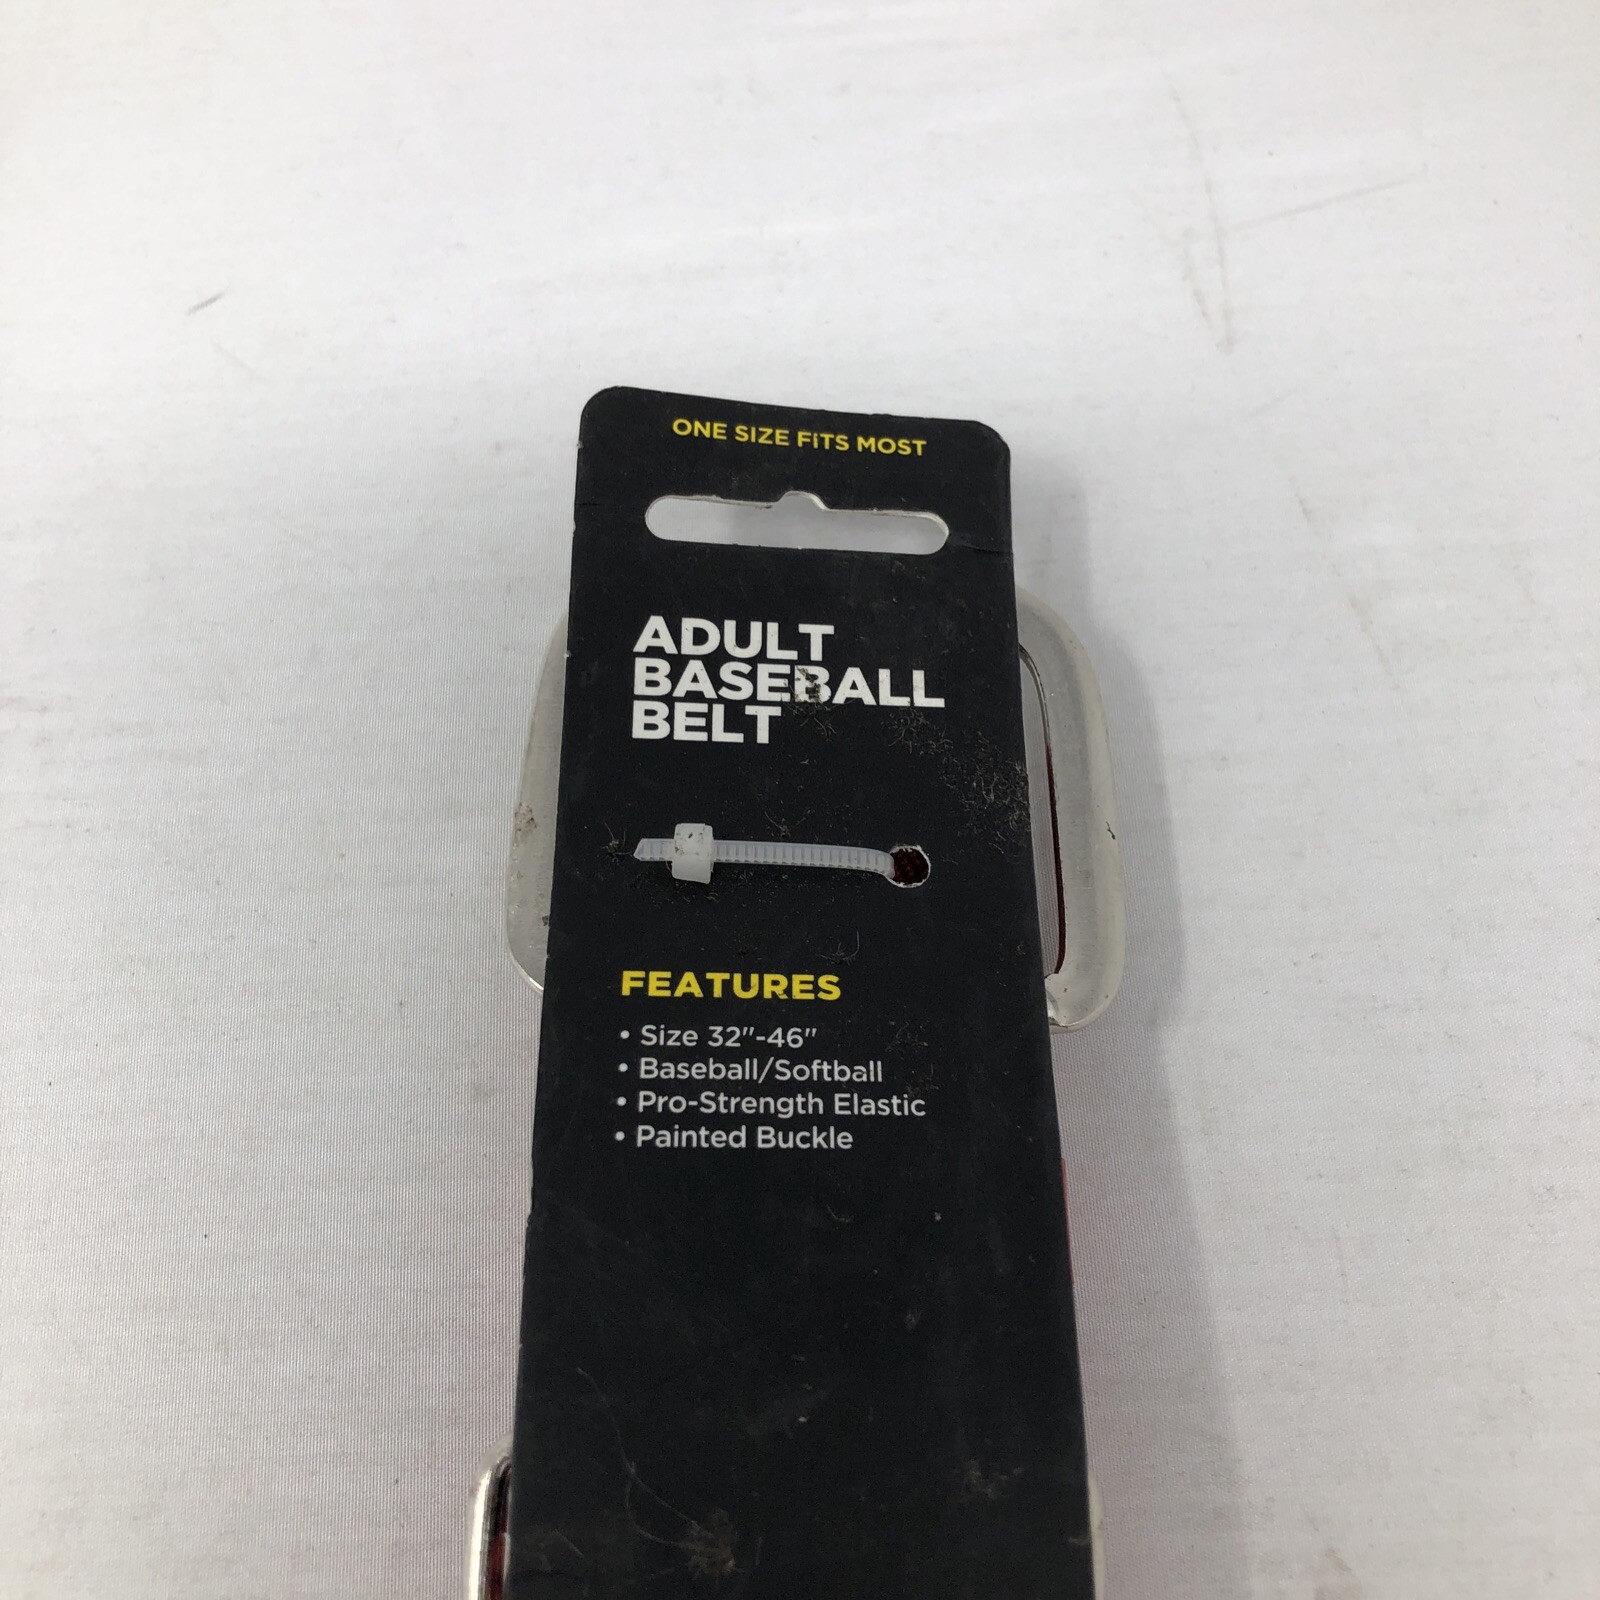 ONE SIZE FITS MOST
ADULT
BASEBALL
BELT
FEATURES
• Size 32"-46"
• Baseball/Softball
• Pro-Strength Elastic
• Painted Buckle